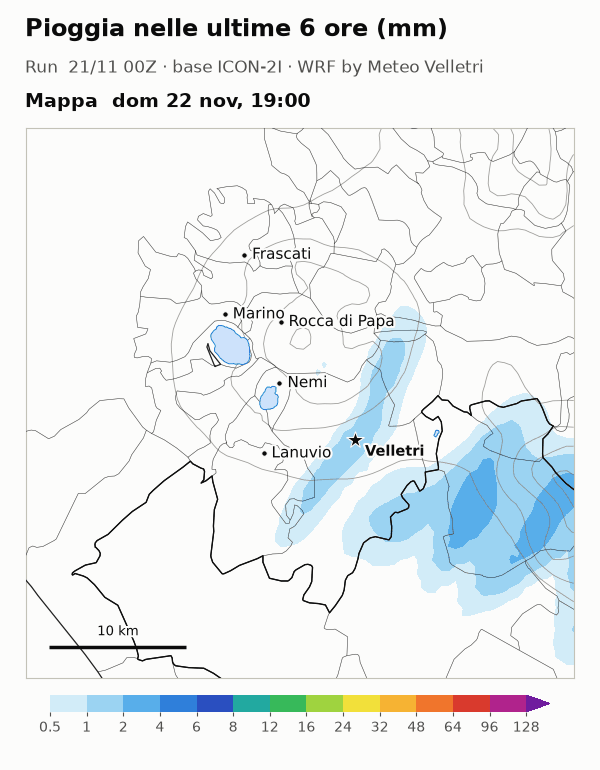 Pioggia nelle ultime 6 ore (mm)
Run  21/11 00Z · base ICON-2I · WRF by Meteo Velletri
Mappa  dom 22 nov, 19:00
Frascati
Marino
Rocca di Papa
Nemi
Velletri
Lanuvio
10 km
0.5 1 2 4 6 8 12 16 24 32 48 64 96 128